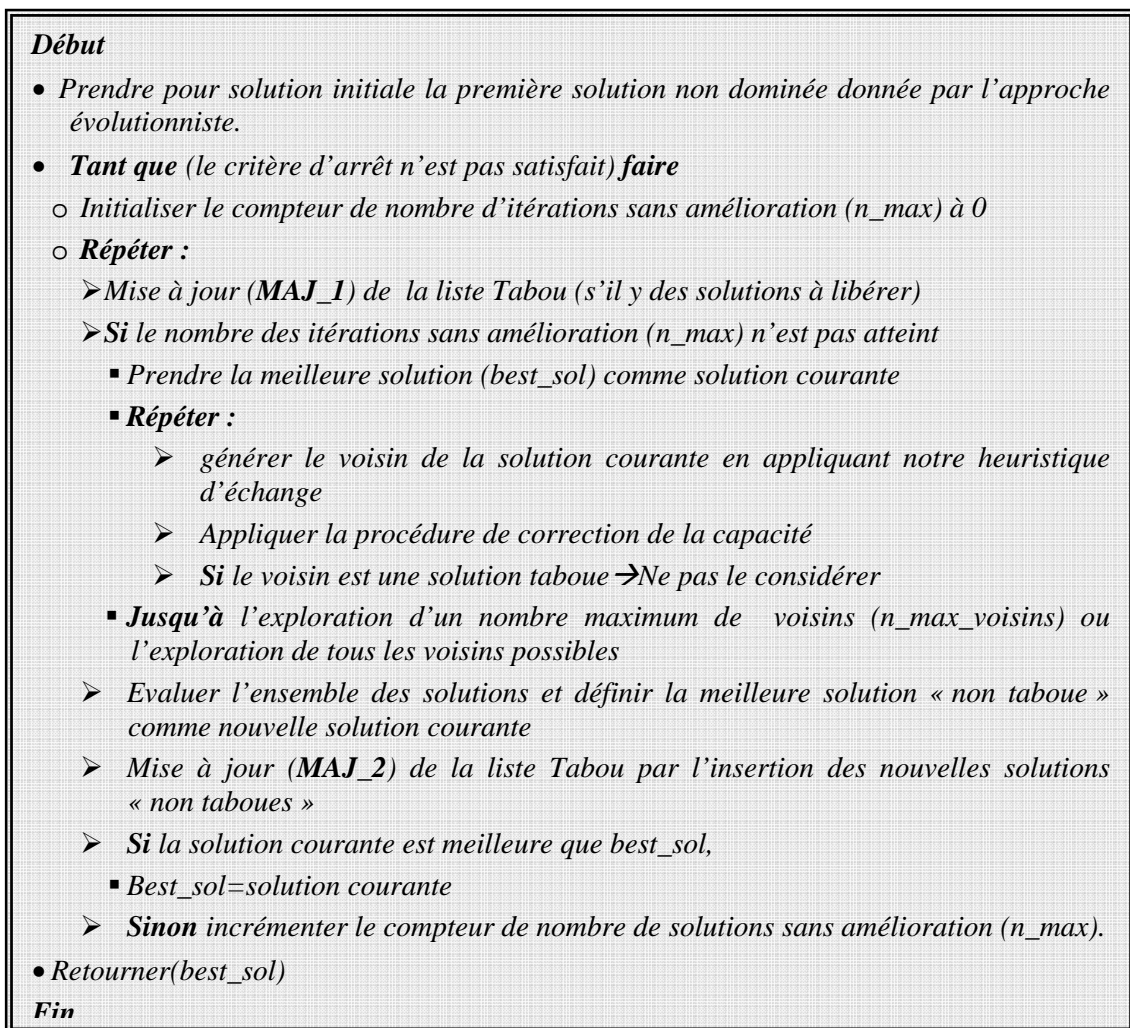 Début
• Prendre pour solution initiale la première solution non dominée donnée par l'approche
évolutionniste.
• Tant que (le critère d'arrêt n'est pas satisfait) faire
o Initialiser le compteur de nombre d'itérations sans amélioration (n_max) à 0
o Répéter :
➢Mise à jour (MAJ_1) de la liste Tabou (s'il y des solutions à libérer)
➢Si le nombre des itérations sans amélioration (n_max) n'est pas atteint
▪ Prendre la meilleure solution (best_sol) comme solution courante
▪ Répéter :
➢ générer le voisin de la solution courante en appliquant notre heuristique
d'échange
➢ Appliquer la procédure de correction de la capacité
➢ Si le voisin est une solution taboue→Ne pas le considérer
▪ Jusqu'à l'exploration d'un nombre maximum de voisins (n_max_voisins) ou
l'exploration de tous les voisins possibles
➢ Evaluer l'ensemble des solutions et définir la meilleure solution « non taboue »
comme nouvelle solution courante
➢ Mise à jour (MAJ_2) de la liste Tabou par l'insertion des nouvelles solutions
« non taboues »
➢ Si la solution courante est meilleure que best_sol,
▪ Best_sol=solution courante
➢ Sinon incrémenter le compteur de nombre de solutions sans amélioration (n_max).
• Retourner(best_sol)
Fin